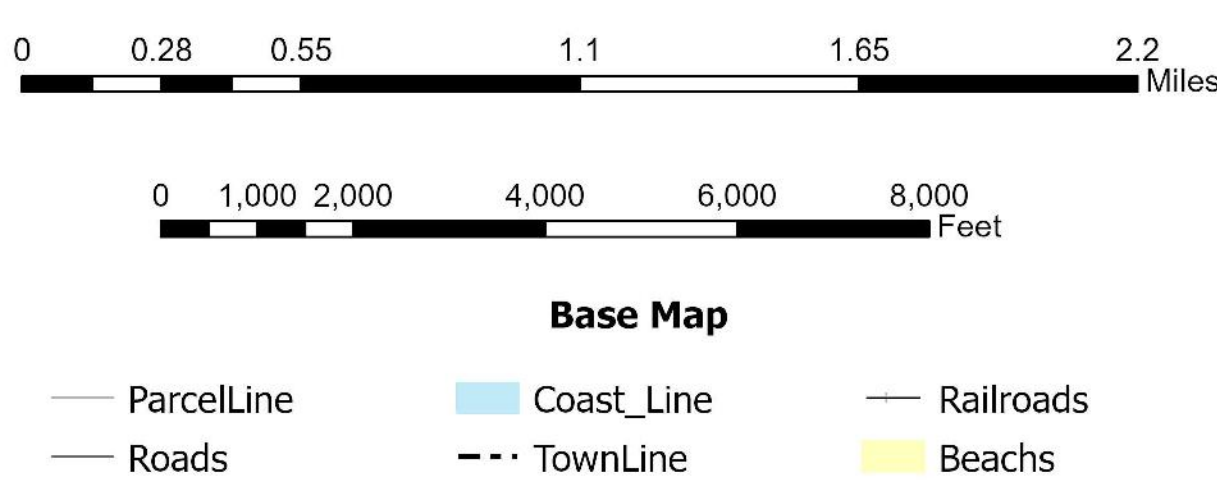 0 0.28 0.55 1.1 1.65 2.2
Miles
0 1,000 2,000 4,000 6,000 8,000
Feet
Base Map
ParcelLine Coast_Line Railroads
Roads TownLine Beachs